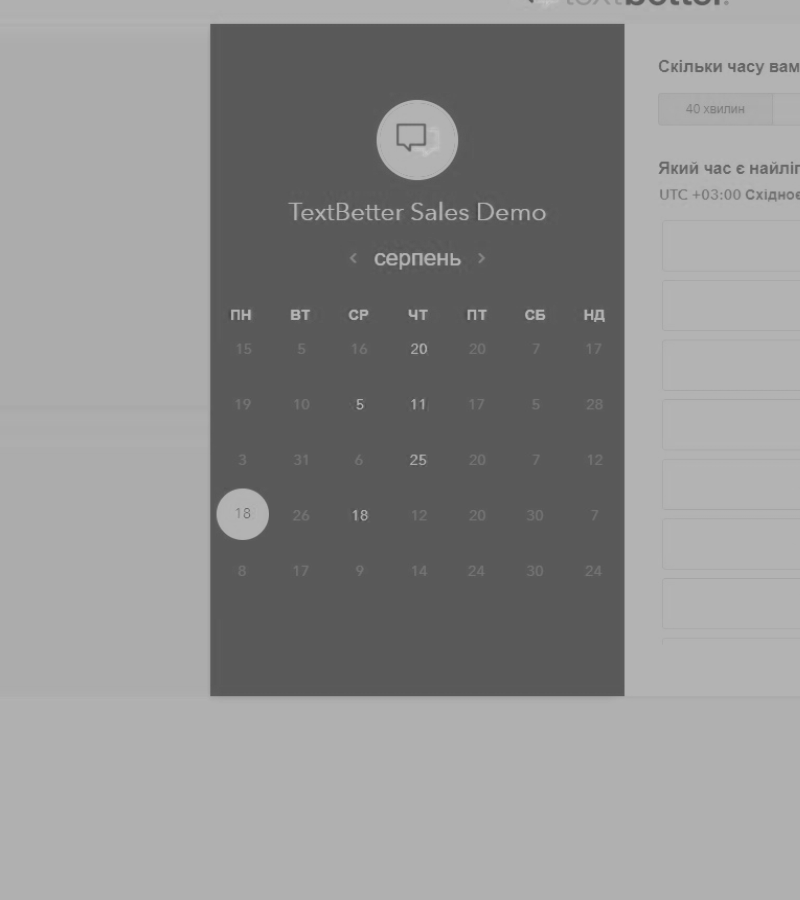 textbetter.
TextBetter Sales Demo
< серпень >
ПН ВТ СР ЧТ ПТ СБ НД
15 5 16 20 20 7 17
19 10 5 11 17 5 28
3 31 6 25 20 7 12
18 26 18 12 20 30 7
8 17 9 14 24 30 24
Скільки часу вам
40 хвилин
Який час є найліп
UTC +03:00 Східноє